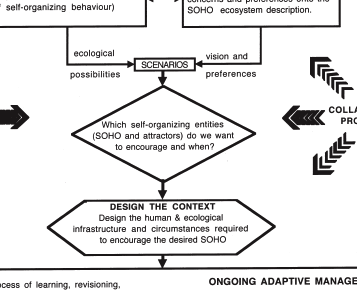 self-organizing behaviour)
concerns and preferences onto the
SOHO ecosystem description.
ecological
possibilities
vision and
preferences
SCENARIOS
Which self-organizing entities
(SOHO and attractors) do we want
to encourage and when?
COLLA
PRO
DESIGN THE CONTEXT
Design the human & ecological
infrastructure and circumstances required
to encourage the desired SOHO
ocess of learning, revisioning,
ONGOING ADAPTIVE MANAGE